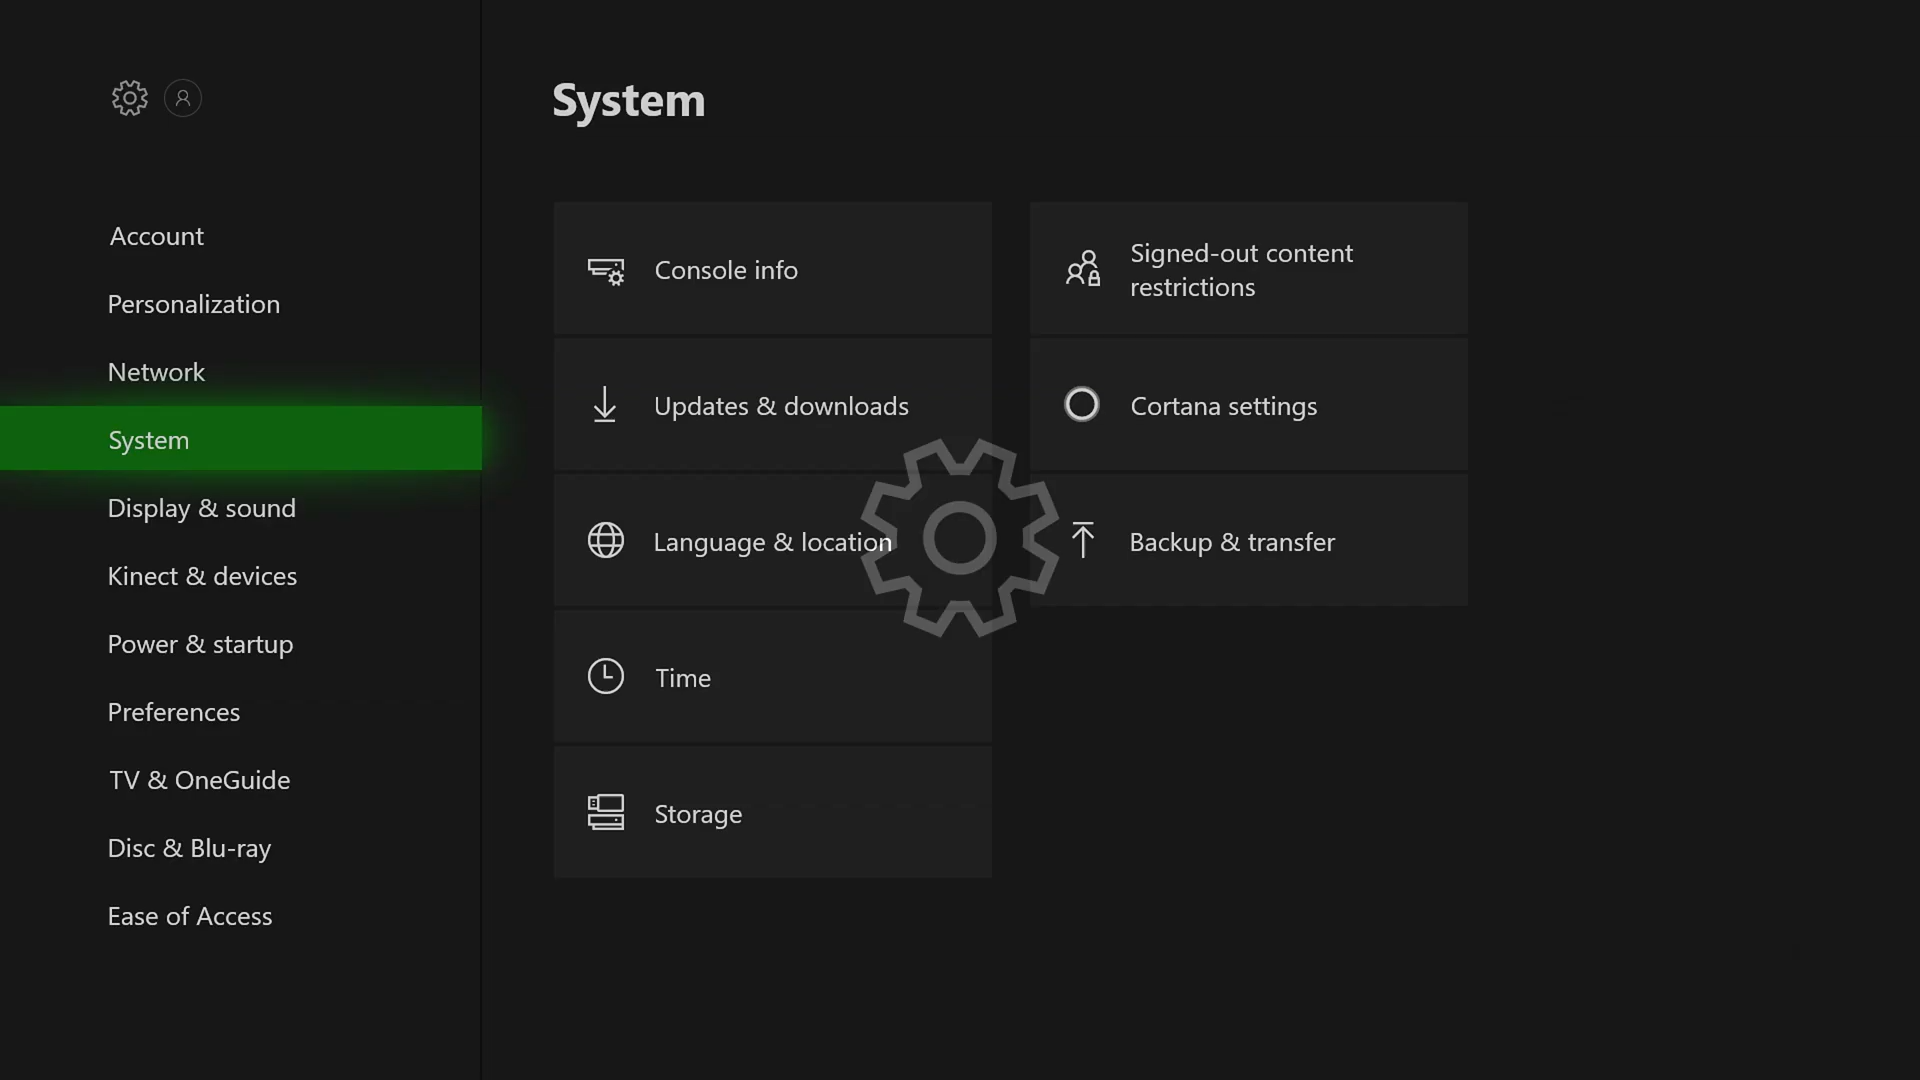 System
Account
Personalization
Network
System
Display & sound
Kinect & devices
Power & startup
Preferences
TV & OneGuide
Disc & Blu-ray
Ease of Access
Console info
Updates & downloads
Language & location
Time
Storage
Signed-out content
restrictions
Cortana settings
Backup & transfer